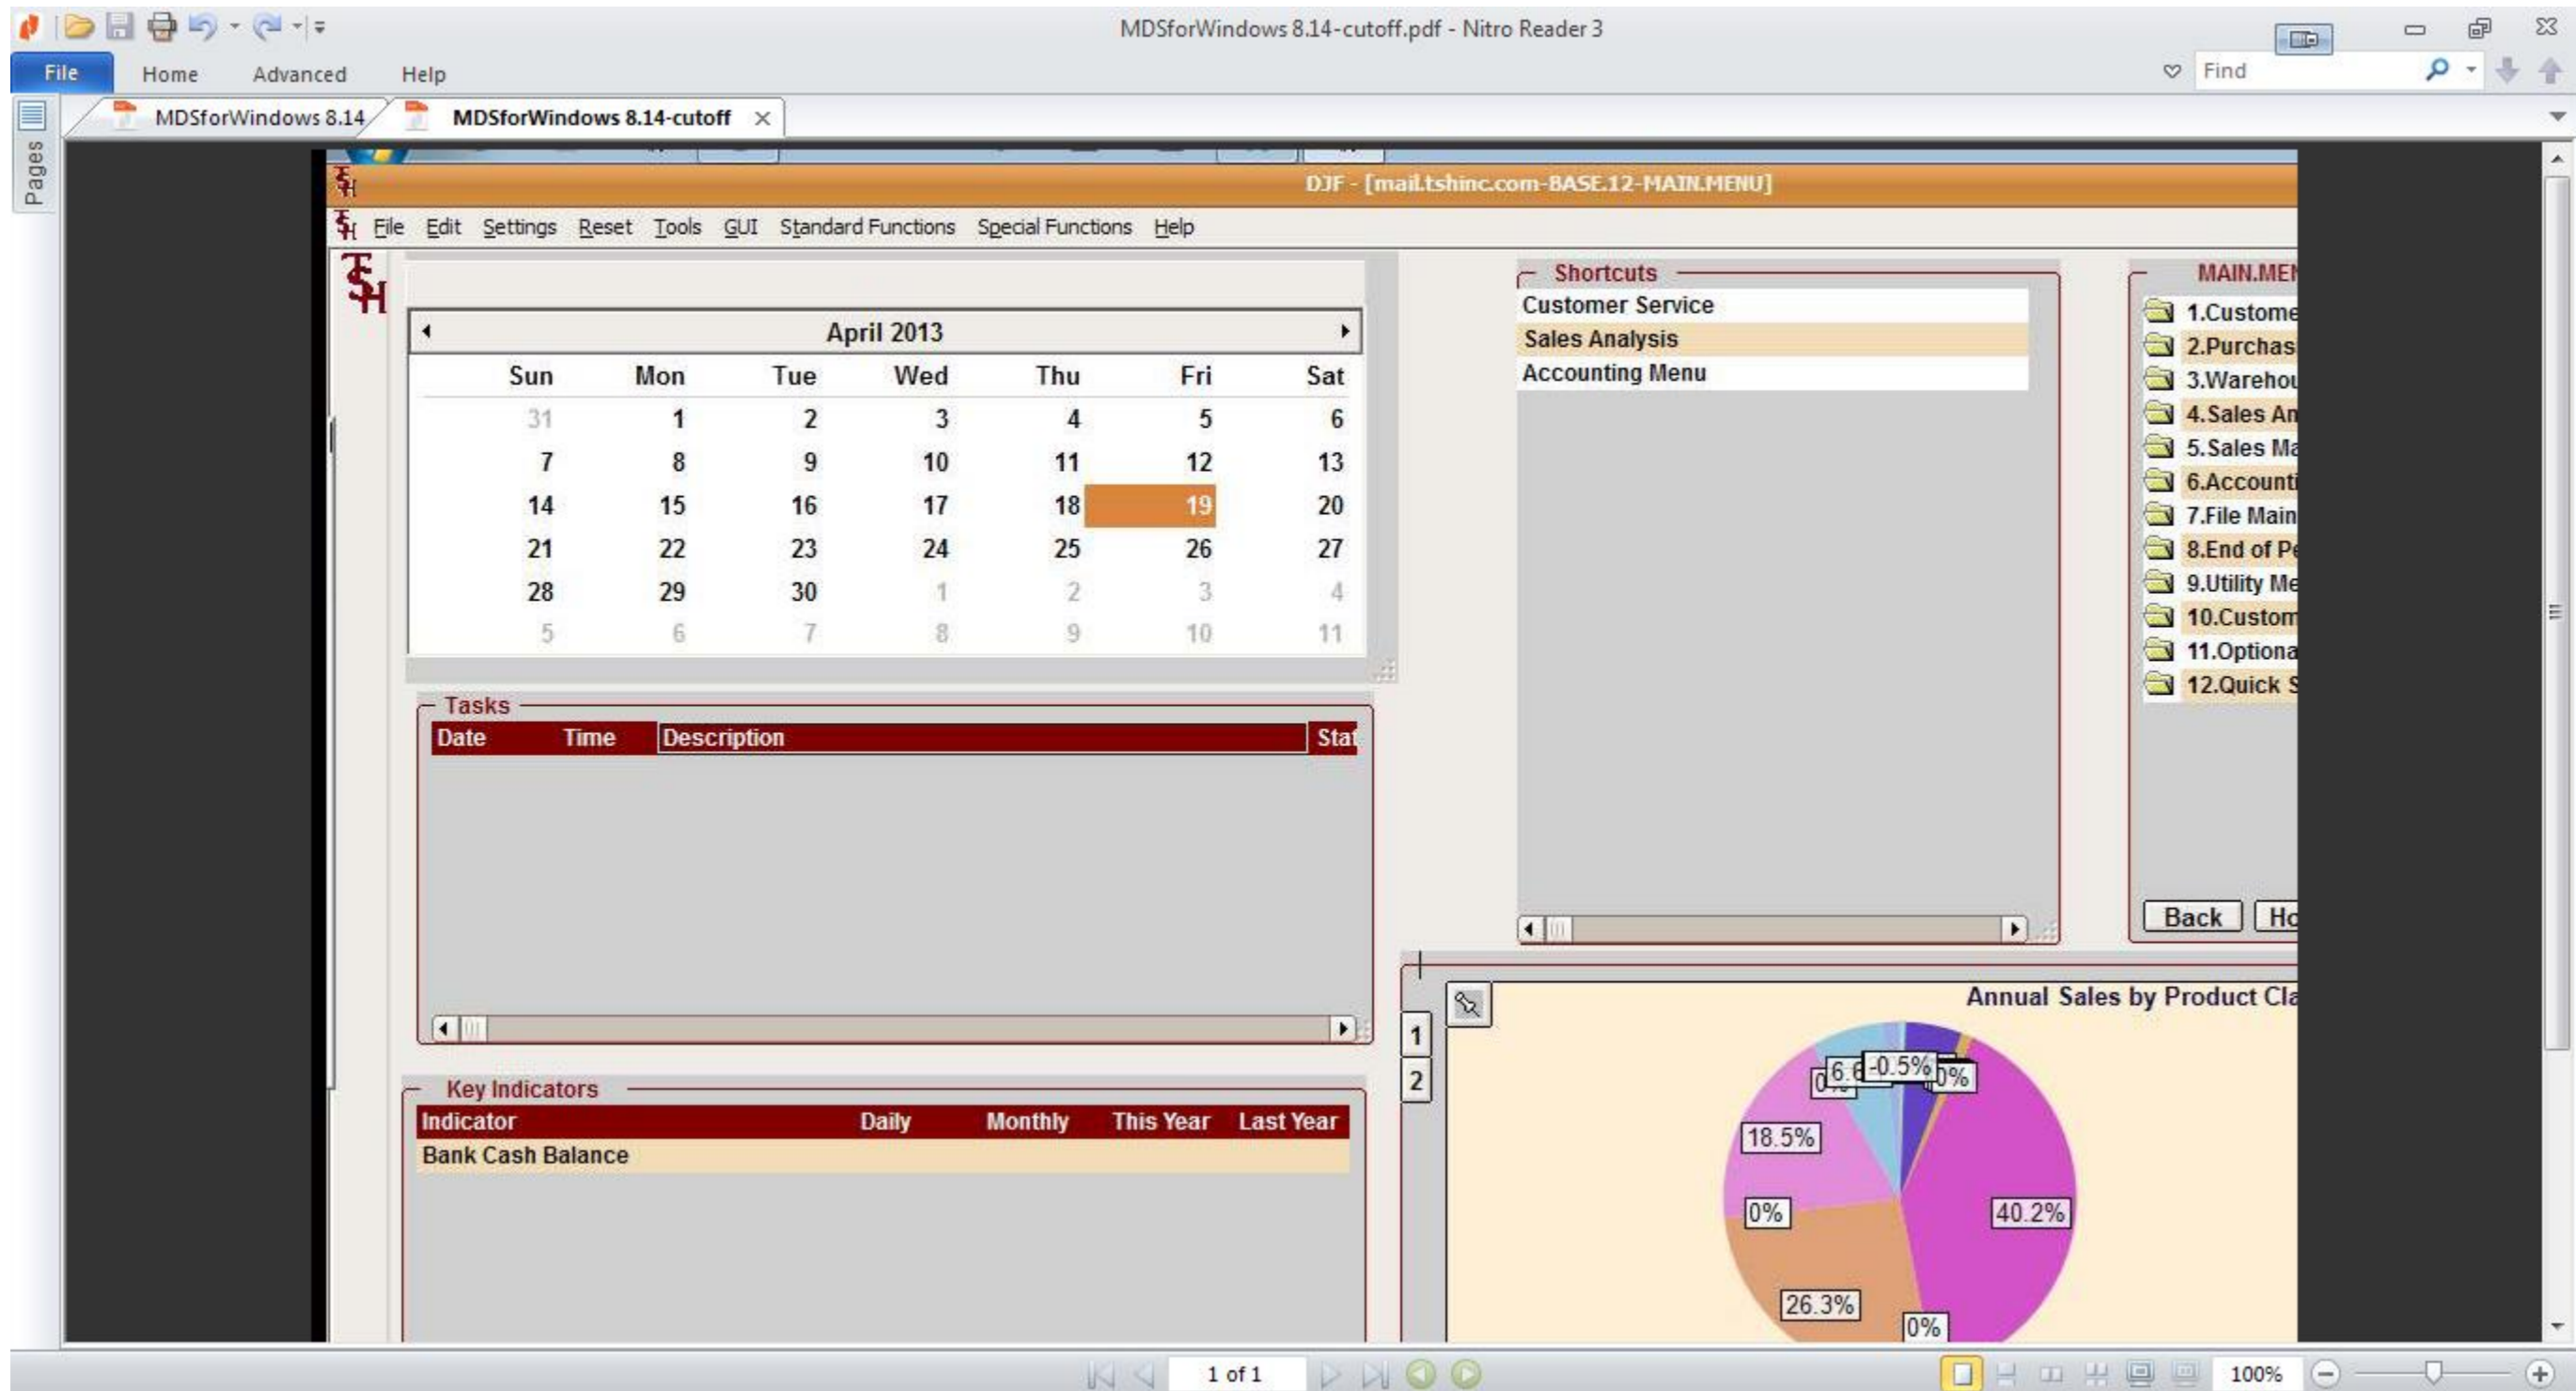 MDSforWindows 8.14-cutoff.pdf - Nitro Reader 3
File Home Advanced Help
Find
MDSforWindows 8.14
MDSforWindows 8.14-cutoff
Pages
DJF - [mail.tshinc.com-BASE.12-MAIN.MENU]
TSH File Edit Settings Reset Tools GUI Standard Functions Special Functions Help
TSH
April 2013
Sun Mon Tue Wed Thu Fri Sat
31 1 2 3 4 5 6
7 8 9 10 11 12 13
14 15 16 17 18 19 20
21 22 23 24 25 26 27
28 29 30 1 2 3 4
5 6 7 8 9 10 11
Tasks
Date Time Description Stat
Key Indicators
Indicator Daily Monthly This Year Last Year
Bank Cash Balance
Shortcuts
Customer Service
Sales Analysis
Accounting Menu
MAIN.MEN
1.Custome
2.Purchas
3.Warehou
4.Sales An
5.Sales Ma
6.Accounti
7.File Main
8.End of Pe
9.Utility Me
10.Custom
11.Optiona
12.Quick S
Back Ho
1
2
Annual Sales by Product Cla
-0.5%
0%
18.5%
0%
40.2%
26.3%
0%
1 of 1
100%